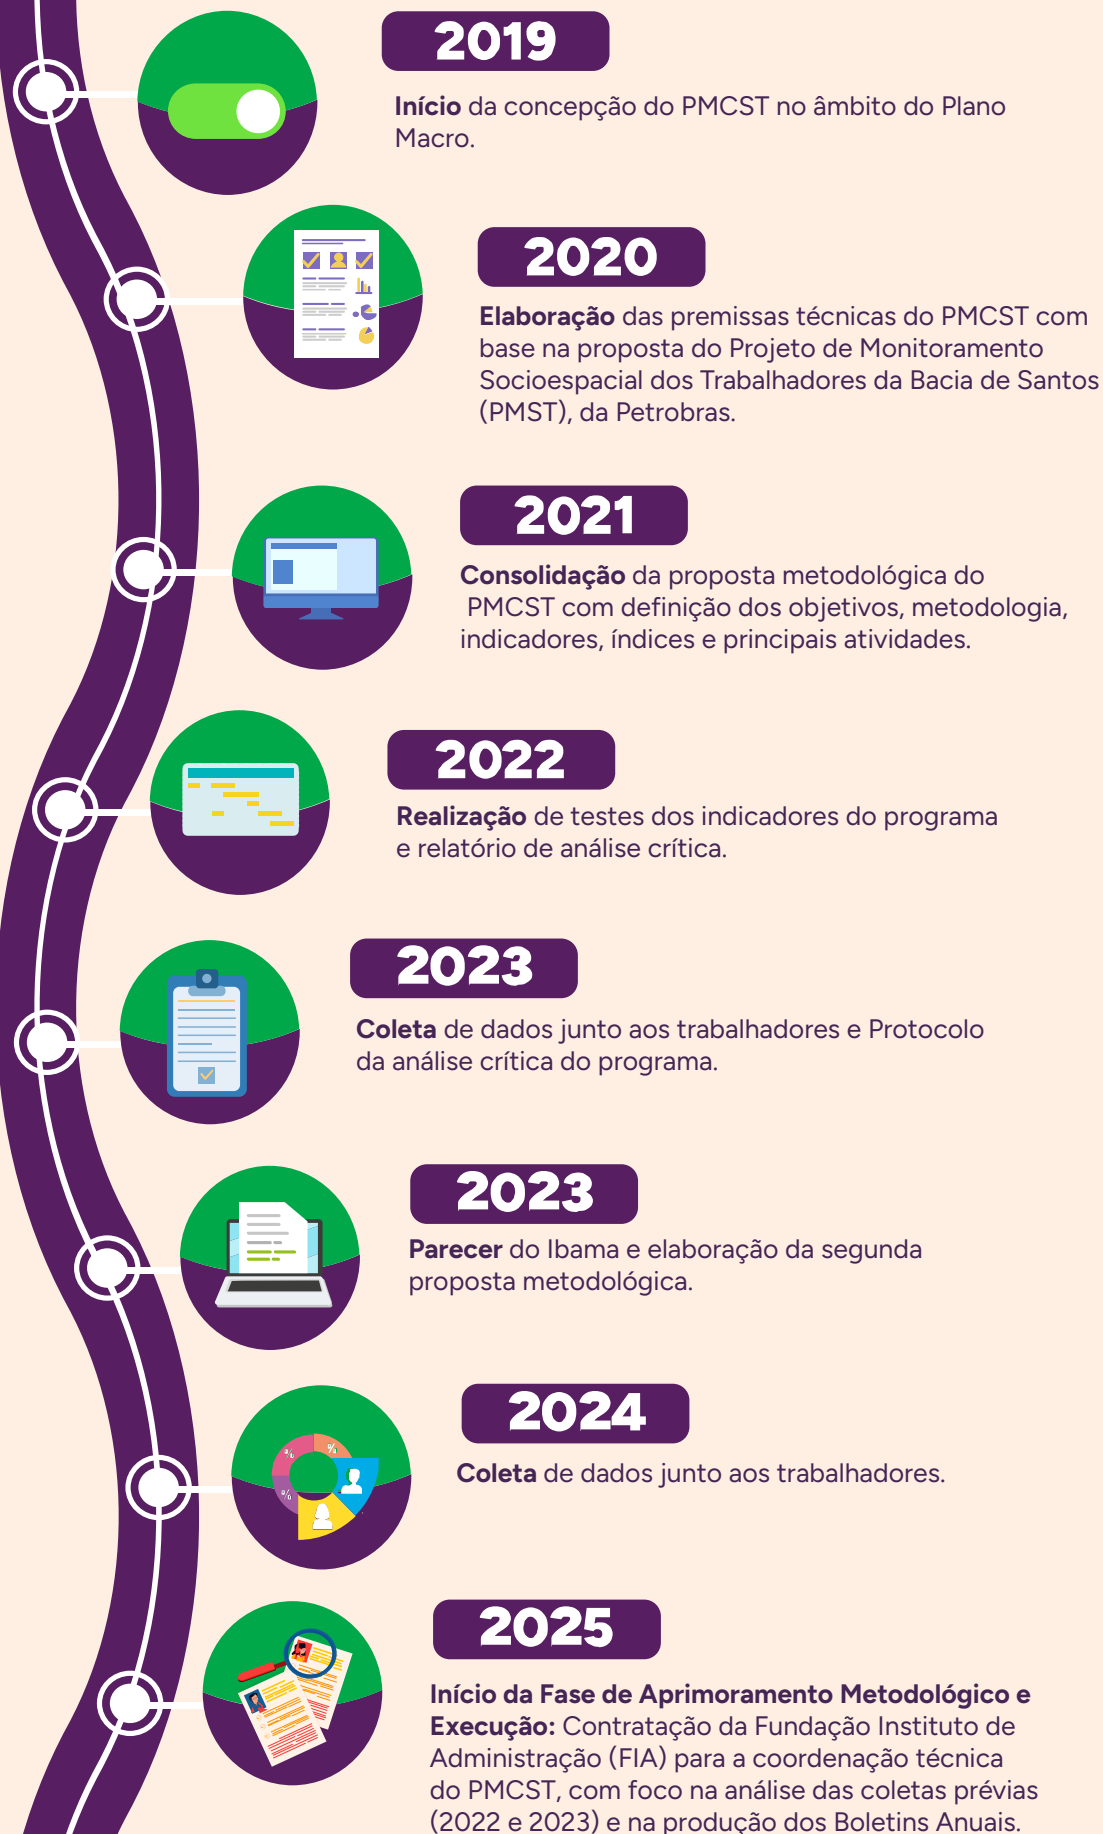 2019
Início da concepção do PMCST no âmbito do Plano
Macro.
2020
Elaboração das premissas técnicas do PMCST com
base na proposta do Projeto de Monitoramento
Socioespacial dos Trabalhadores da Bacia de Santos
(PMST), da Petrobras.
2021
Consolidação da proposta metodológica do
PMCST com definição dos objetivos, metodologia,
indicadores, índices e principais atividades.
2022
Realização de testes dos indicadores do programa
e relatório de análise crítica.
2023
Coleta de dados junto aos trabalhadores e Protocolo
da análise crítica do programa.
2023
Parecer do Ibama e elaboração da segunda
proposta metodológica.
2024
% %
%
Coleta de dados junto aos trabalhadores.
2025
Início da Fase de Aprimoramento Metodológico e
Execução: Contratação da Fundação Instituto de
Administração (FIA) para a coordenação técnica
do PMCST, com foco na análise das coletas prévias
(2022 e 2023) e na produção dos Boletins Anuais.